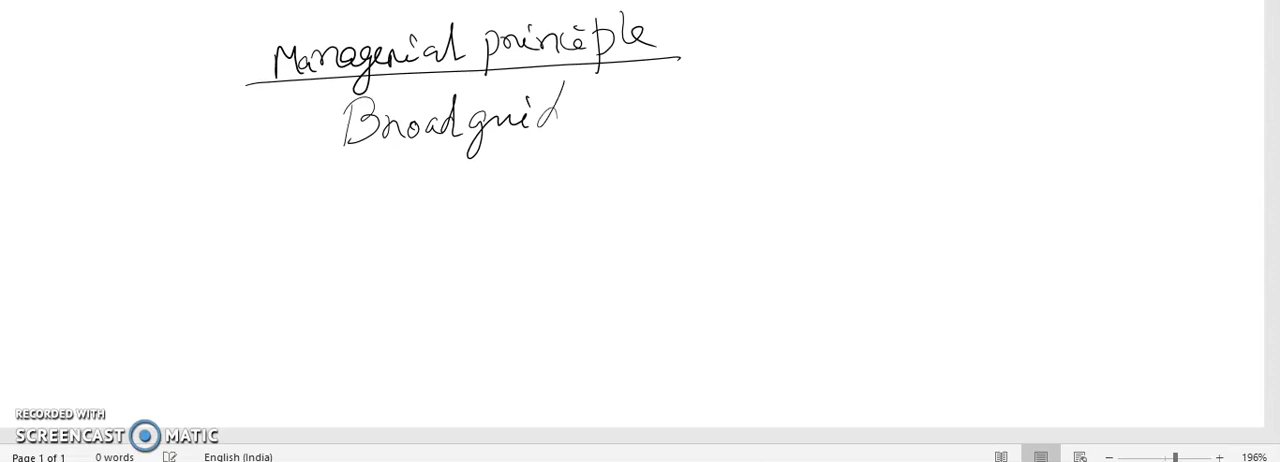 Managerial principle
Broad guid
RECORDED WITH
SCREENCAST MATIC
Page 1 of 1 0 words English (India) 196%